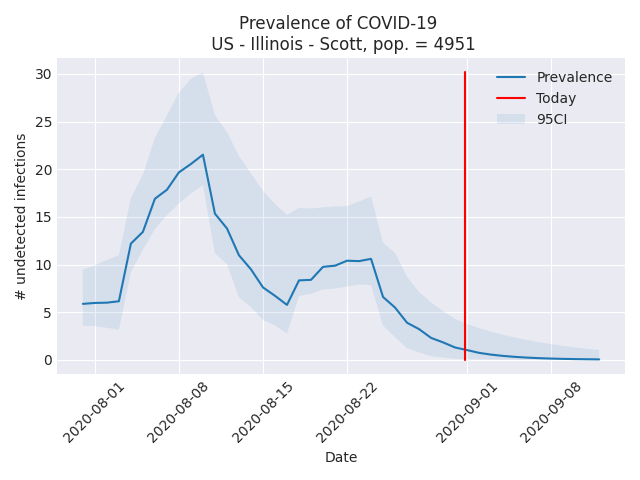 Prevalence of COVID-19
US - Illinois - Scott, pop. = 4951
Prevalence
Today
95CI
# undetected infections
30
25
20
15
10
5
0
2020-08-01
2020-08-08
2020-08-15
2020-08-22
2020-09-01
2020-09-08
Date